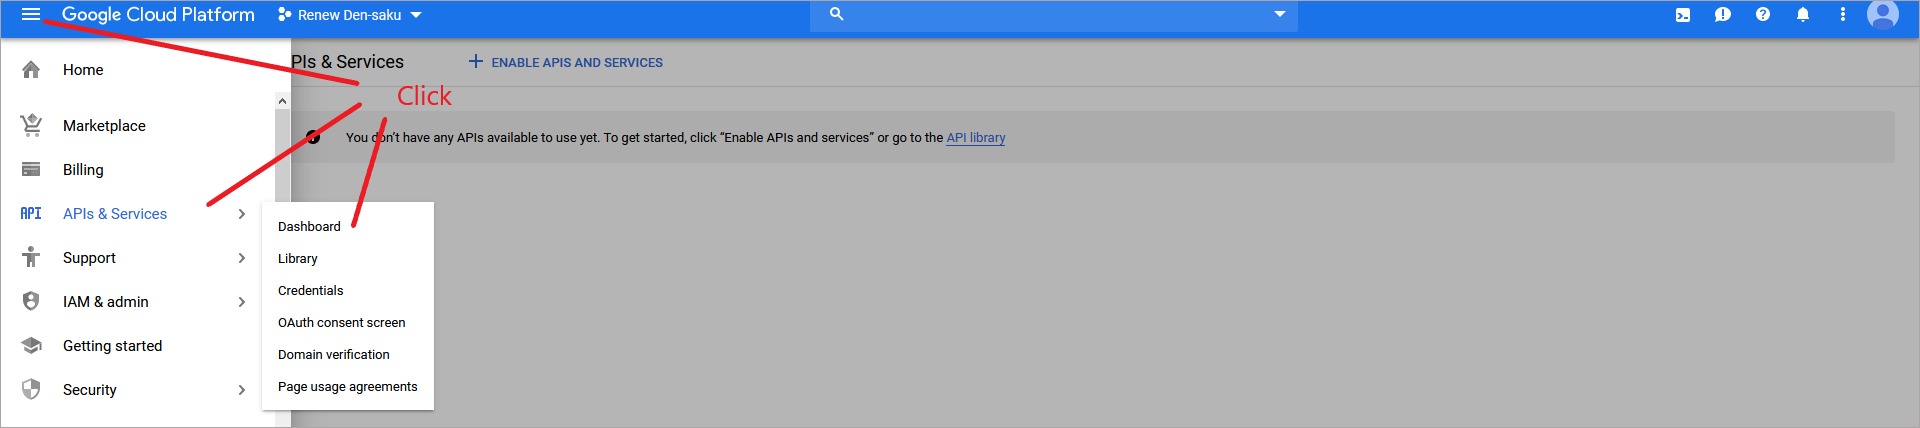 Google Cloud Platform
Renew Den-saku
Home
PIs & Services
ENABLE APIS AND SERVICES
Click
Marketplace
You don't have any APIs available to use yet. To get started, click “Enable APIs and services” or go to the API library
Billing
API APIs & Services
Dashboard
Support
Library
Credentials
IAM & admin
OAuth consent screen
Getting started
Domain verification
Security
Page usage agreements